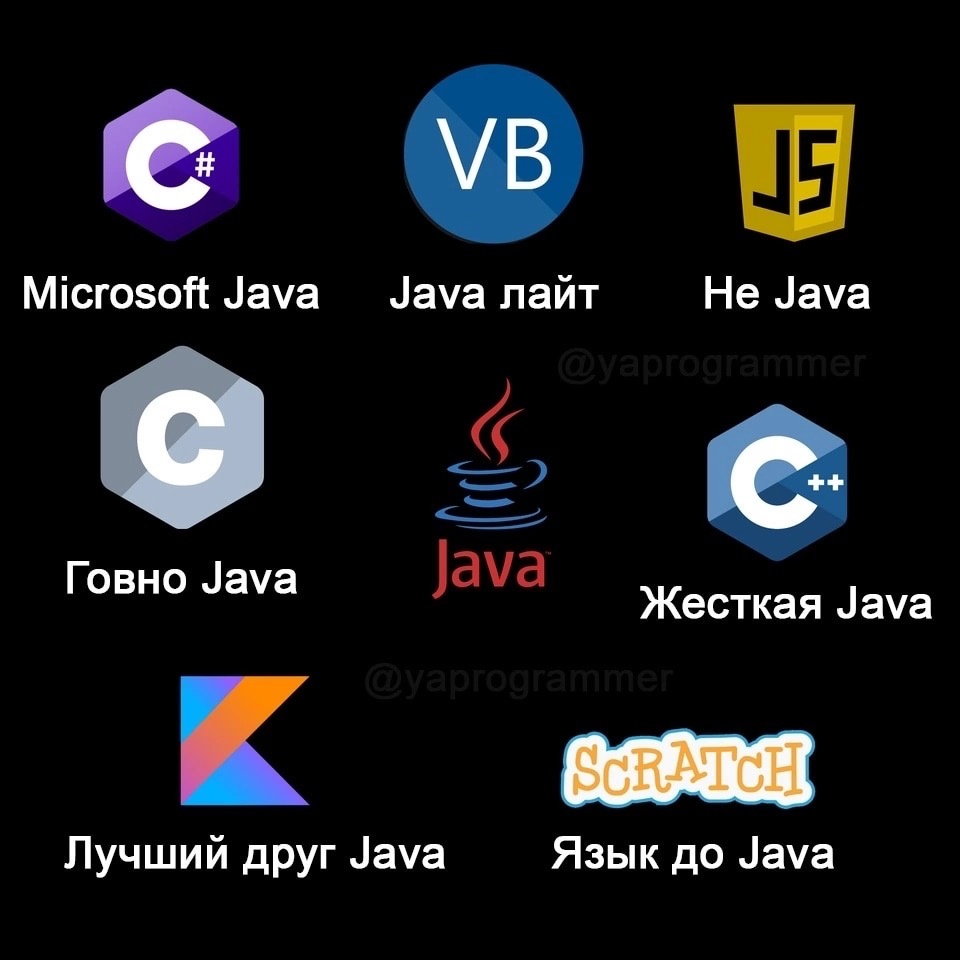 C#
VB
JS
Microsoft Java
Java лайт
Не Java
@yaprogrammer
C
C++
Java™
Говно Java
Жесткая Java
@yaprogrammer
SCRATCH
Лучший друг Java
Язык до Java